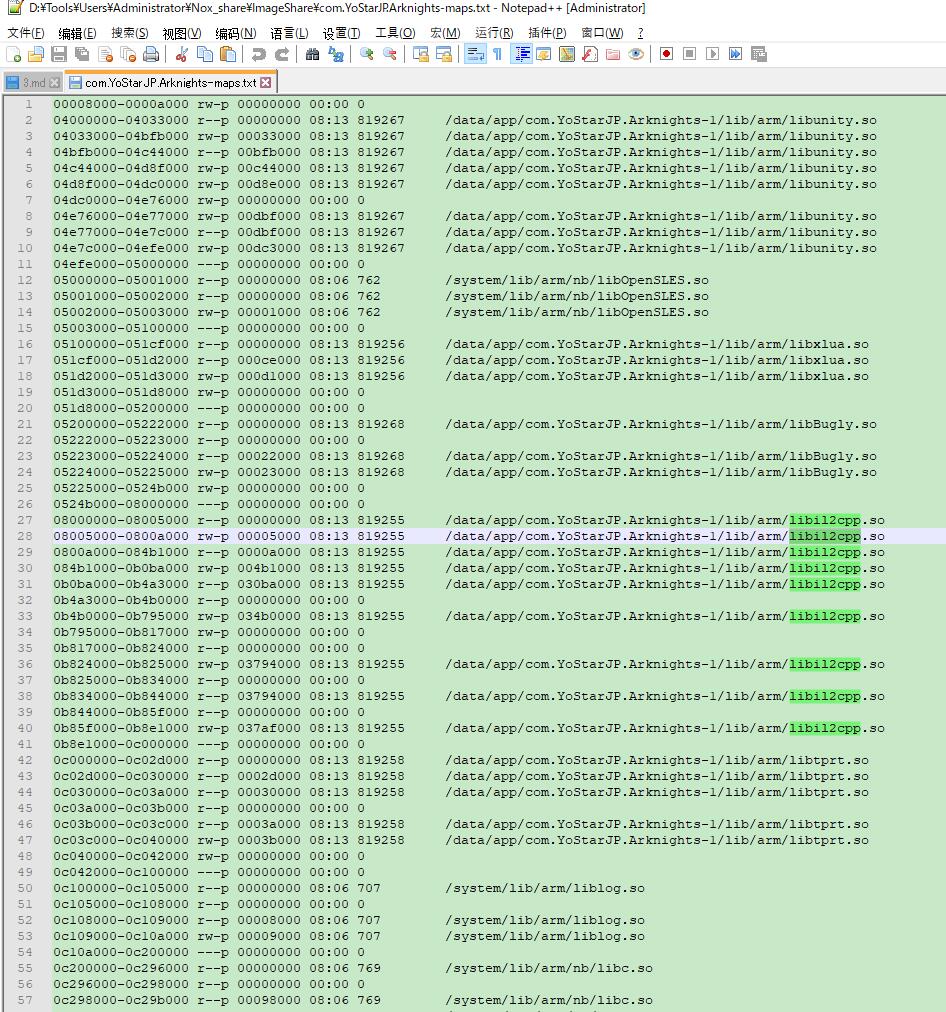 D:¥Tools¥Users¥Administrator¥Nox_share¥ImageShare¥com.YoStarJP.Arknights-maps.txt - Notepad++ [Administrator]
文件(F) 编辑(E) 搜索(S) 视图(V) 编码(N) 语言(L) 设置(T) 工具(O) 宏(M) 运行(R) 插件(P) 窗口(W) ?
3.md com.YoStarJP.Arknights-maps.txt
1 00008000-0000a000 rw-p 00000000 00:00 0
2 04000000-04033000 r--p 00000000 08:13 819267 /data/app/com.YoStarJP.Arknights-1/lib/arm/libunity.so
3 04033000-04bfb000 rw-p 00033000 08:13 819267 /data/app/com.YoStarJP.Arknights-1/lib/arm/libunity.so
4 04bfb000-04c44000 r--p 00bfb000 08:13 819267 /data/app/com.YoStarJP.Arknights-1/lib/arm/libunity.so
5 04c44000-04d8f000 rw-p 00c44000 08:13 819267 /data/app/com.YoStarJP.Arknights-1/lib/arm/libunity.so
6 04d8f000-04dc0000 rw-p 00d8e000 08:13 819267 /data/app/com.YoStarJP.Arknights-1/lib/arm/libunity.so
7 04dc0000-04e76000 rw-p 00000000 00:00 0
8 04e76000-04e77000 rw-p 00dbf000 08:13 819267 /data/app/com.YoStarJP.Arknights-1/lib/arm/libunity.so
9 04e77000-04e7c000 r--p 00dbf000 08:13 819267 /data/app/com.YoStarJP.Arknights-1/lib/arm/libunity.so
10 04e7c000-04efe000 rw-p 00dc3000 08:13 819267 /data/app/com.YoStarJP.Arknights-1/lib/arm/libunity.so
11 04efe000-05000000 ---p 00000000 00:00 0
12 05000000-05001000 r--p 00000000 08:06 762 /system/lib/arm/nb/libOpenSLES.so
13 05001000-05002000 r--p 00000000 08:06 762 /system/lib/arm/nb/libOpenSLES.so
14 05002000-05003000 rw-p 00001000 08:06 762 /system/lib/arm/nb/libOpenSLES.so
15 05003000-05100000 ---p 00000000 00:00 0
16 05100000-051cf000 r--p 00000000 08:13 819256 /data/app/com.YoStarJP.Arknights-1/lib/arm/libxlua.so
17 051cf000-051d2000 r--p 000ce000 08:13 819256 /data/app/com.YoStarJP.Arknights-1/lib/arm/libxlua.so
18 051d2000-051d3000 rw-p 000d1000 08:13 819256 /data/app/com.YoStarJP.Arknights-1/lib/arm/libxlua.so
19 051d3000-051d8000 rw-p 00000000 00:00 0
20 051d8000-05200000 ---p 00000000 00:00 0
21 05200000-05222000 r--p 00000000 08:13 819268 /data/app/com.YoStarJP.Arknights-1/lib/arm/libBugly.so
22 05222000-05223000 r--p 00000000 00:00 0
23 05223000-05224000 r--p 00022000 08:13 819268 /data/app/com.YoStarJP.Arknights-1/lib/arm/libBugly.so
24 05224000-05225000 rw-p 00023000 08:13 819268 /data/app/com.YoStarJP.Arknights-1/lib/arm/libBugly.so
25 05225000-0524b000 rw-p 00000000 00:00 0
26 0524b000-08000000 ---p 00000000 00:00 0
27 08000000-08005000 r--p 00000000 08:13 819255 /data/app/com.YoStarJP.Arknights-1/lib/arm/libil2cpp.so
28 08005000-0800a000 rw-p 00005000 08:13 819255 /data/app/com.YoStarJP.Arknights-1/lib/arm/libil2cpp.so
29 0800a000-084b1000 r--p 0000a000 08:13 819255 /data/app/com.YoStarJP.Arknights-1/lib/arm/libil2cpp.so
30 084b1000-0b0ba000 rw-p 004b1000 08:13 819255 /data/app/com.YoStarJP.Arknights-1/lib/arm/libil2cpp.so
31 0b0ba000-0b4a3000 r--p 030ba000 08:13 819255 /data/app/com.YoStarJP.Arknights-1/lib/arm/libil2cpp.so
32 0b4a3000-0b4b0000 r--p 00000000 00:00 0
33 0b4b0000-0b795000 rw-p 034b0000 08:13 819255 /data/app/com.YoStarJP.Arknights-1/lib/arm/libil2cpp.so
34 0b795000-0b817000 rw-p 00000000 00:00 0
35 0b817000-0b824000 r--p 00000000 00:00 0
36 0b824000-0b825000 rw-p 03794000 08:13 819255 /data/app/com.YoStarJP.Arknights-1/lib/arm/libil2cpp.so
37 0b825000-0b834000 r--p 00000000 00:00 0
38 0b834000-0b844000 r--p 03794000 08:13 819255 /data/app/com.YoStarJP.Arknights-1/lib/arm/libil2cpp.so
39 0b844000-0b85f000 r--p 00000000 00:00 0
40 0b85f000-0b8e1000 rw-p 037af000 08:13 819255 /data/app/com.YoStarJP.Arknights-1/lib/arm/libil2cpp.so
41 0b8e1000-0c000000 ---p 00000000 00:00 0
42 0c000000-0c02d000 r--p 00000000 08:13 819258 /data/app/com.YoStarJP.Arknights-1/lib/arm/libtprt.so
43 0c02d000-0c030000 r--p 0002d000 08:13 819258 /data/app/com.YoStarJP.Arknights-1/lib/arm/libtprt.so
44 0c030000-0c03a000 r--p 00030000 08:13 819258 /data/app/com.YoStarJP.Arknights-1/lib/arm/libtprt.so
45 0c03a000-0c03b000 r--p 00000000 00:00 0
46 0c03b000-0c03c000 r--p 0003a000 08:13 819258 /data/app/com.YoStarJP.Arknights-1/lib/arm/libtprt.so
47 0c03c000-0c040000 rw-p 0003b000 08:13 819258 /data/app/com.YoStarJP.Arknights-1/lib/arm/libtprt.so
48 0c040000-0c042000 rw-p 00000000 00:00 0
49 0c042000-0c100000 ---p 00000000 00:00 0
50 0c100000-0c105000 r--p 00000000 08:06 707 /system/lib/arm/liblog.so
51 0c105000-0c108000 r--p 00000000 00:00 0
52 0c108000-0c109000 r--p 00008000 08:06 707 /system/lib/arm/liblog.so
53 0c109000-0c10a000 rw-p 00009000 08:06 707 /system/lib/arm/liblog.so
54 0c10a000-0c200000 ---p 00000000 00:00 0
55 0c200000-0c296000 r--p 00000000 08:06 769 /system/lib/arm/nb/libc.so
56 0c296000-0c298000 r--p 00000000 00:00 0
57 0c298000-0c29b000 r--p 00098000 08:06 769 /system/lib/arm/nb/libc.so